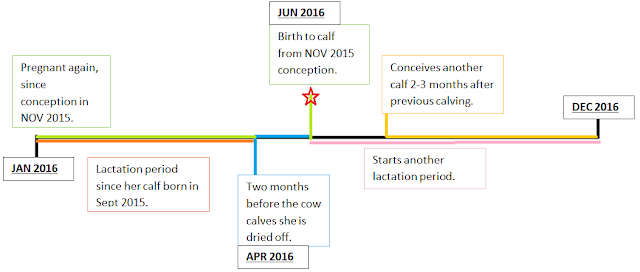 JUN 2016
Birth to calf
from NOV 2015
conception.
Pregnant again,
since
conception in
NOV 2015.
Conceives another
calf 2-3 months after
previous calving.
DEC 2016
JAN 2016
Lactation period
since her calf born in
Sept 2015.
Two months
before the cow
calves she is
dried off.
APR 2016
Starts another
lactation period.